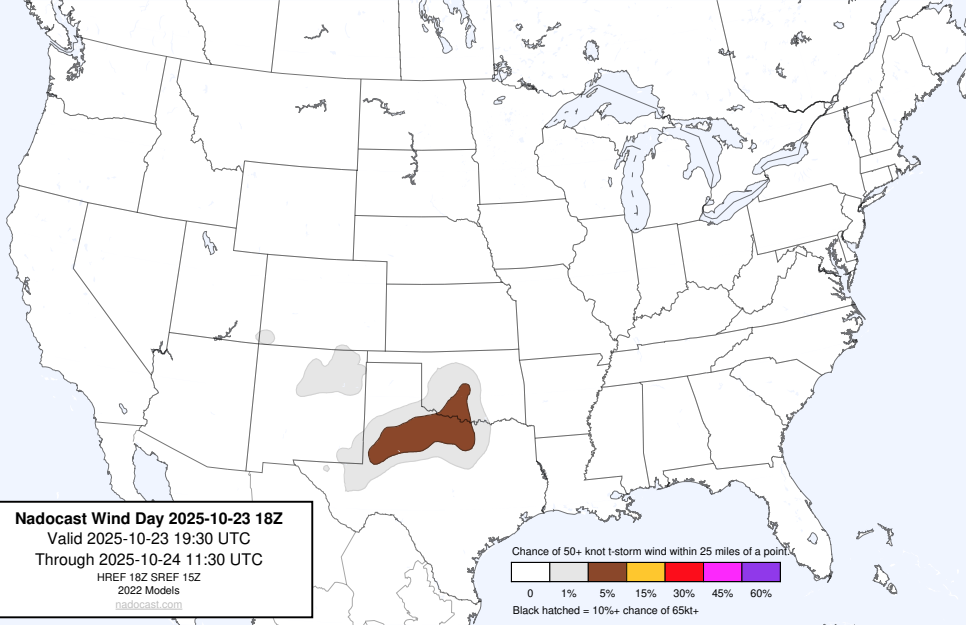 Nadocast Wind Day 2025-10-23 18Z
Valid 2025-10-23 19:30 UTC
Through 2025-10-24 11:30 UTC
HREF 18Z SREF 15Z
2022 Models
nadocast.com
Chance of 50+ knot t-storm wind within 25 miles of a point.
0 1% 5% 15% 30% 45% 60%
Black hatched = 10%+ chance of 65kt+